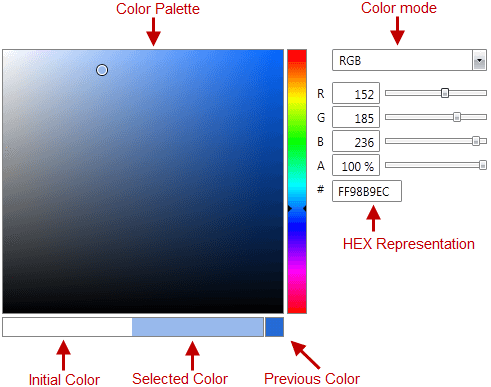 Color Palette
Color mode
RGB
R 152
G 185
B 236
A 100 %
# FF98B9EC
HEX Representation
Initial Color
Selected Color
Previous Color